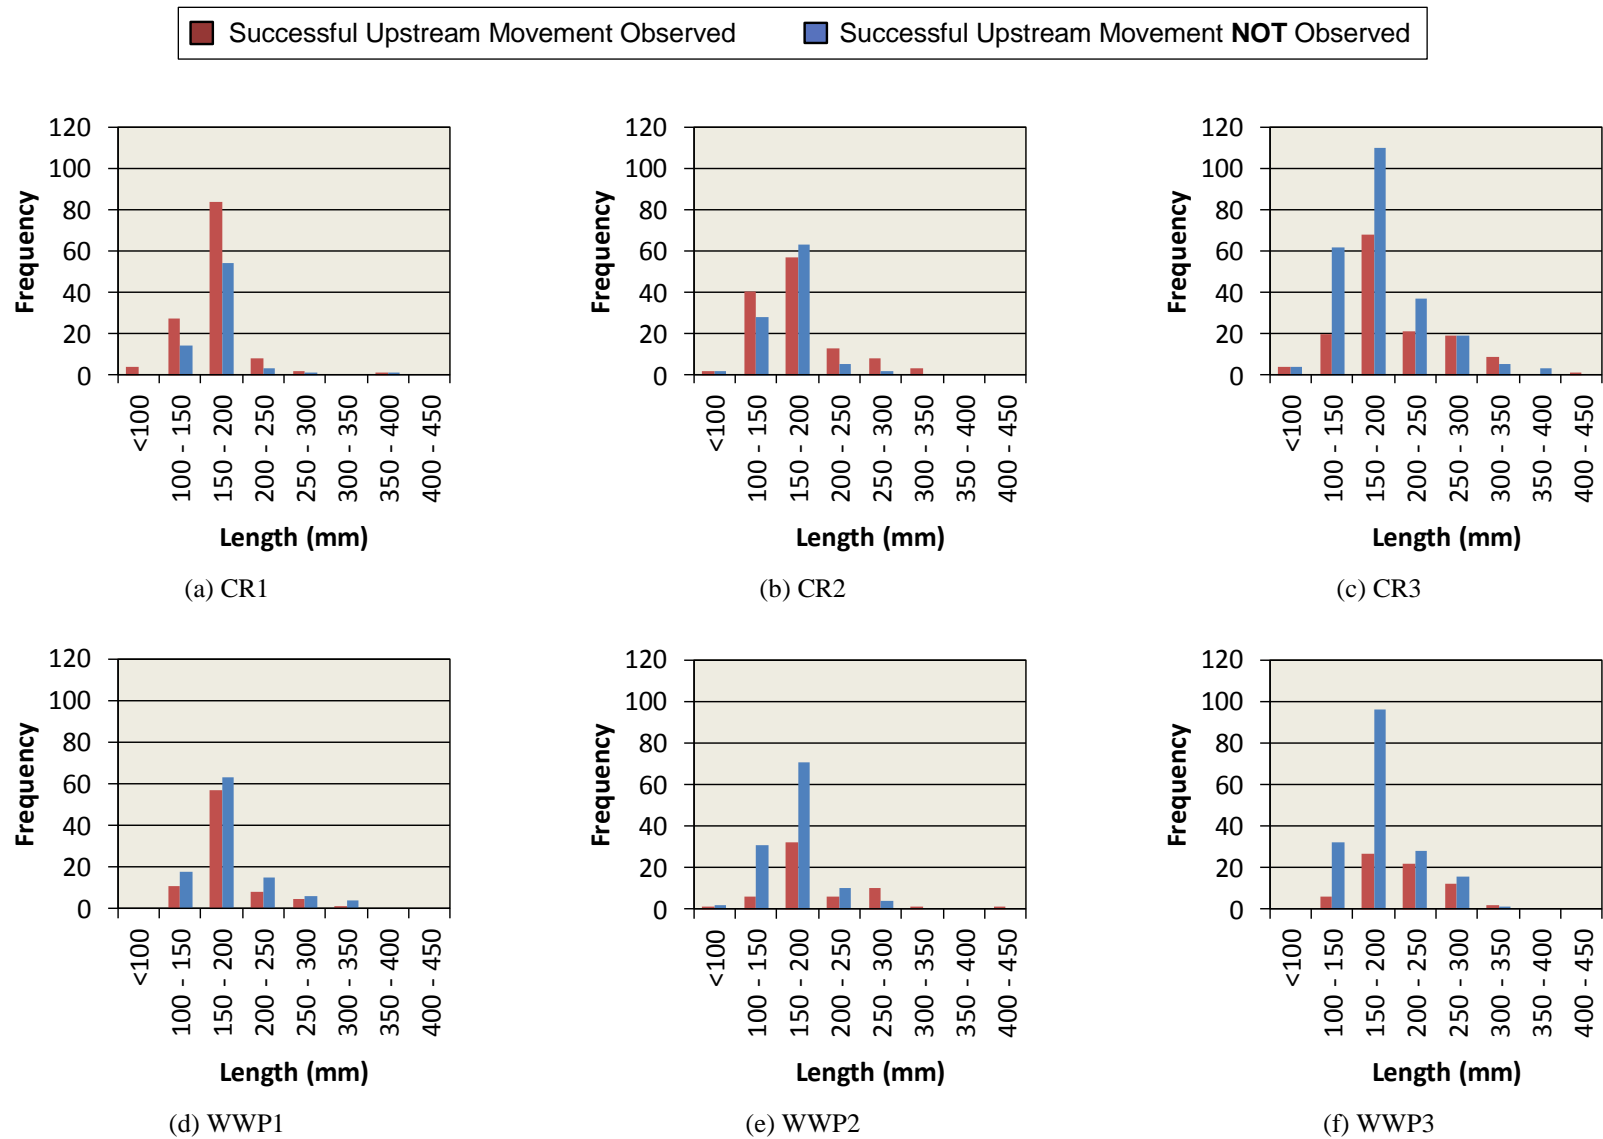 Successful Upstream Movement Observed
Successful Upstream Movement NOT Observed
120
100
80
60
40
20
0
Frequency
<100
100 - 150
150 - 200
200 - 250
250 - 300
300 - 350
350 - 400
400 - 450
Length (mm)
(a) CR1
120
100
80
60
40
20
0
Frequency
<100
100 - 150
150 - 200
200 - 250
250 - 300
300 - 350
350 - 400
400 - 450
Length (mm)
(b) CR2
120
100
80
60
40
20
0
Frequency
<100
100 - 150
150 - 200
200 - 250
250 - 300
300 - 350
350 - 400
400 - 450
Length (mm)
(c) CR3
120
100
80
60
40
20
0
Frequency
<100
100 - 150
150 - 200
200 - 250
250 - 300
300 - 350
350 - 400
400 - 450
Length (mm)
(d) WWP1
120
100
80
60
40
20
0
Frequency
<100
100 - 150
150 - 200
200 - 250
250 - 300
300 - 350
350 - 400
400 - 450
Length (mm)
(e) WWP2
120
100
80
60
40
20
0
Frequency
<100
100 - 150
150 - 200
200 - 250
250 - 300
300 - 350
350 - 400
400 - 450
Length (mm)
(f) WWP3